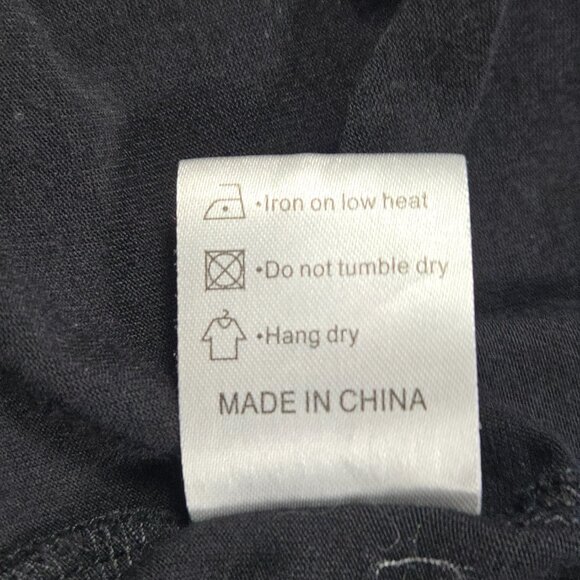 •Iron on low heat
•Do not tumble dry
•Hang dry
MADE IN CHINA